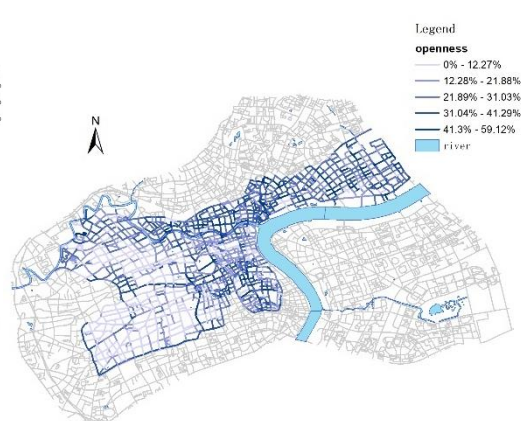 Legend
openness
0% - 12.27%
12.28% - 21.88%
21.89% - 31.03%
31.04% - 41.29%
41.3% - 59.12%
river
N